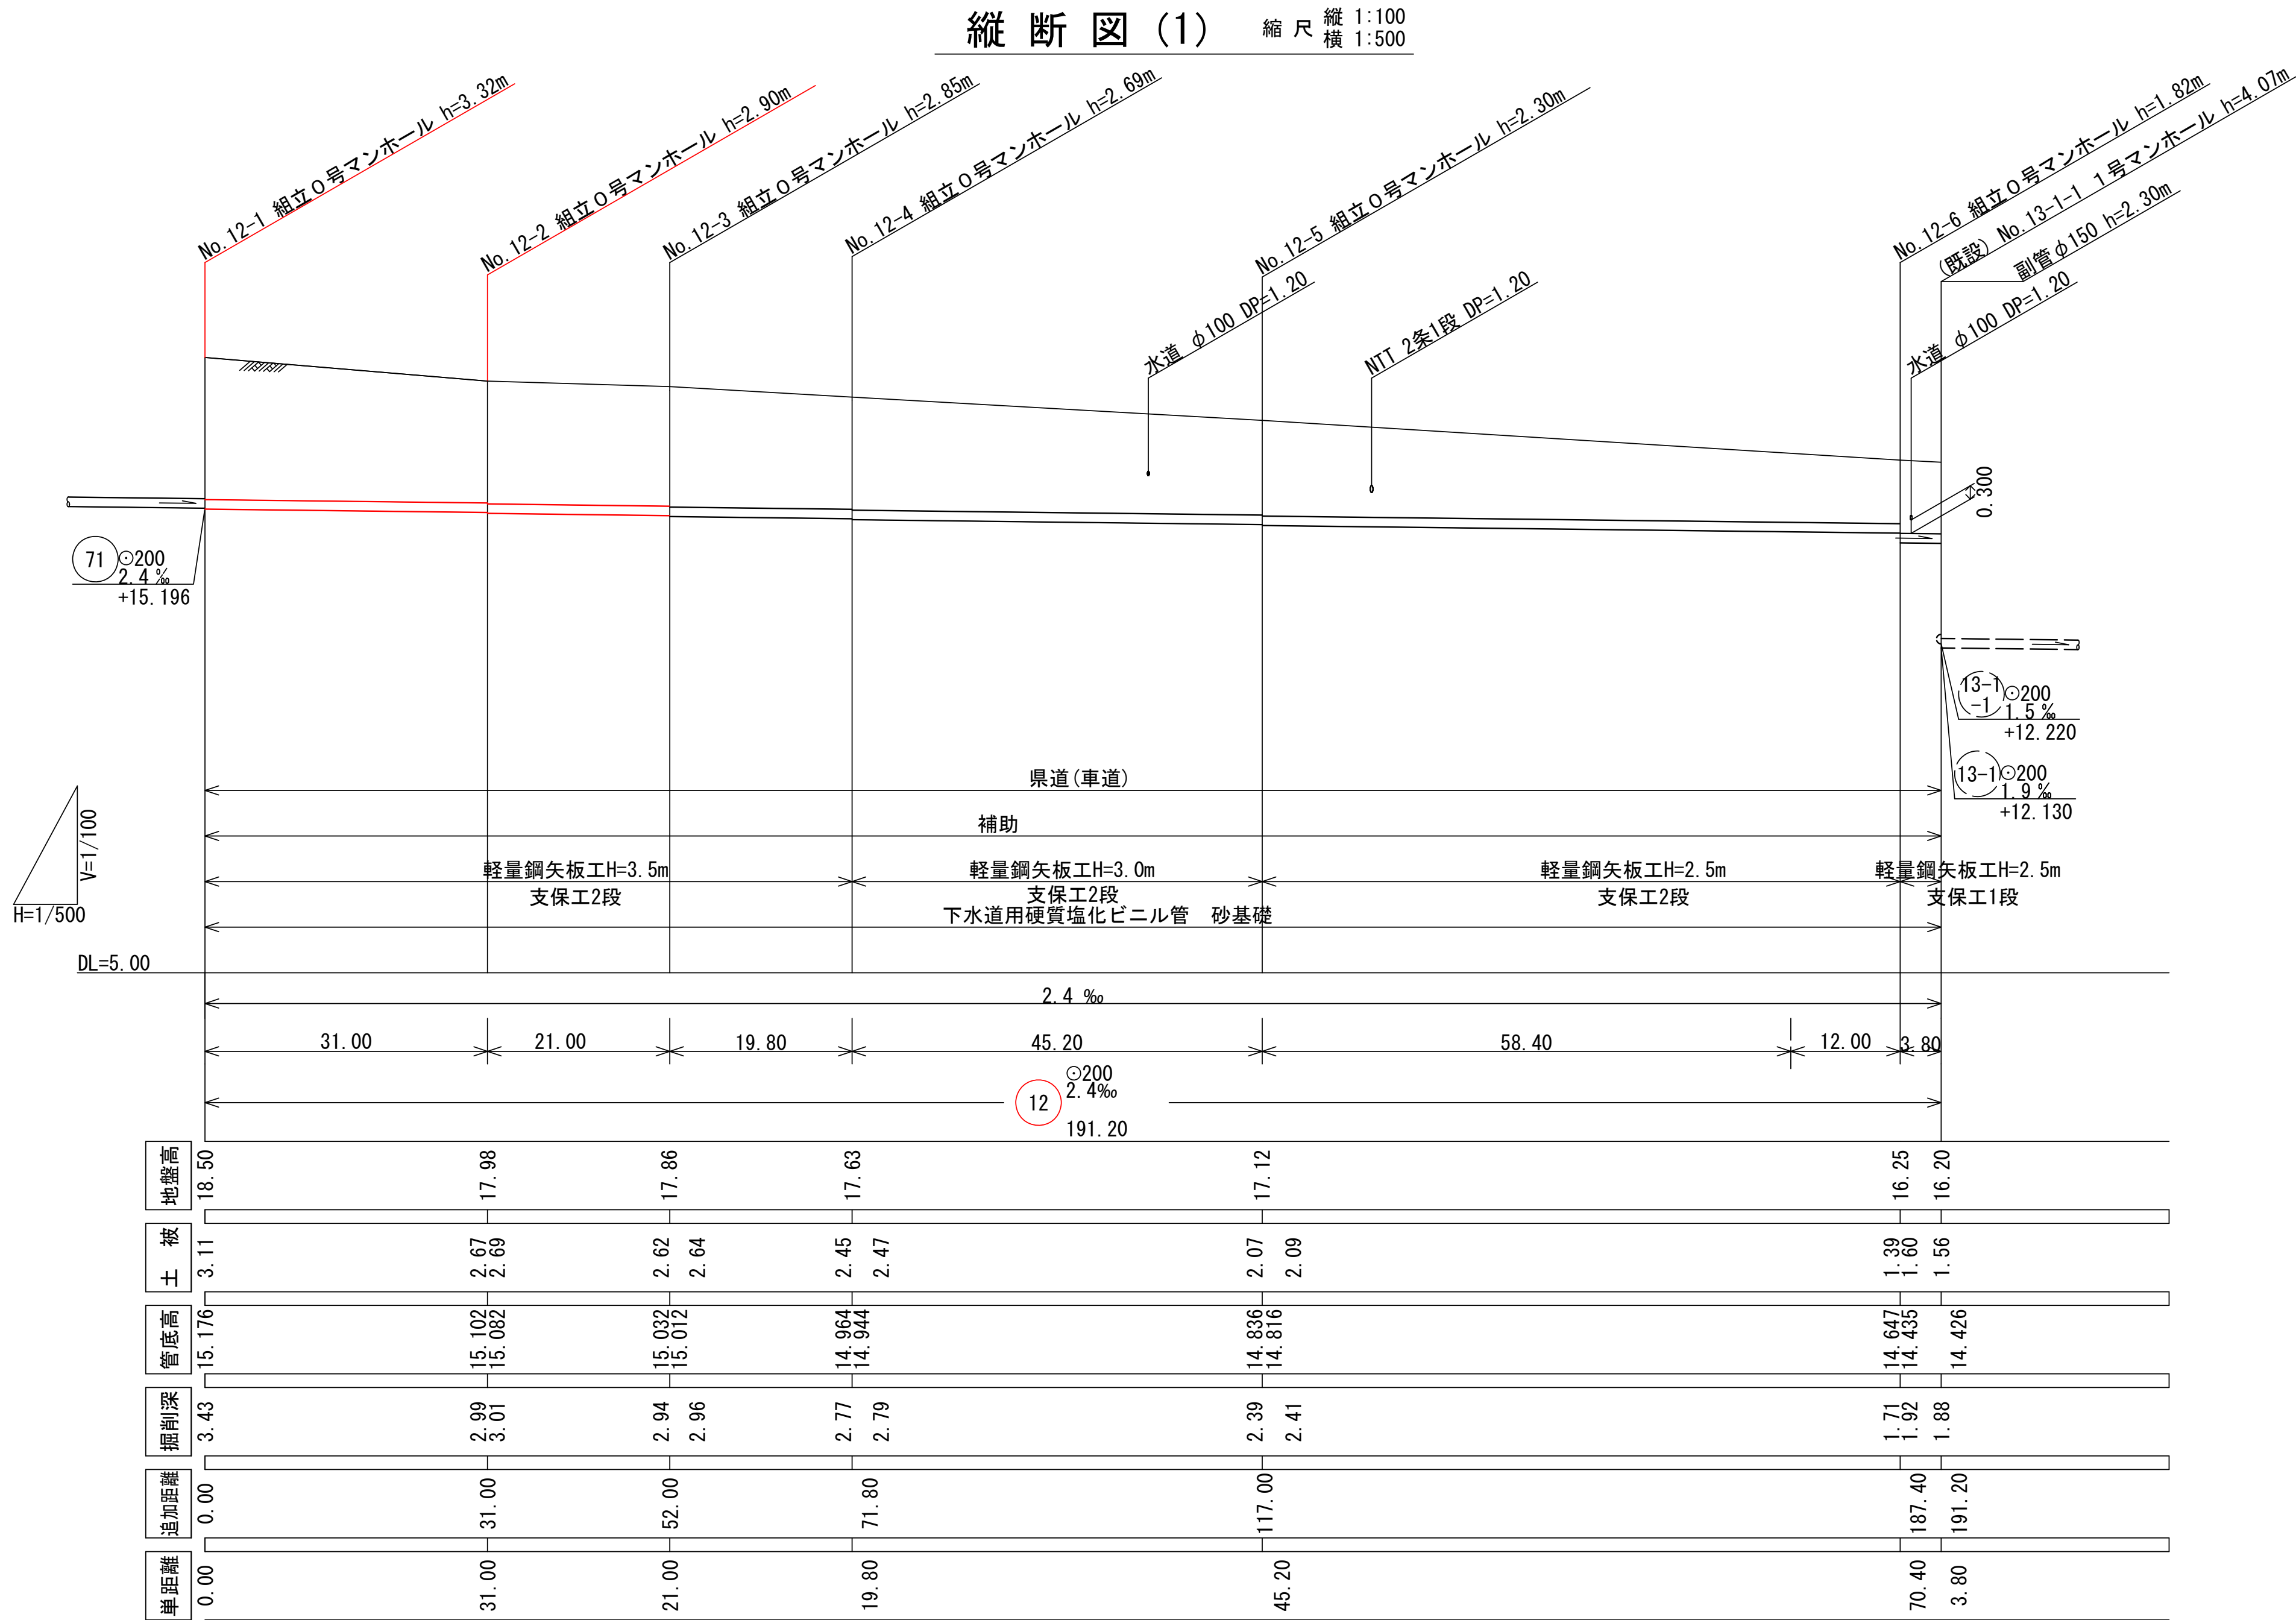 縦断図(1)
縮尺 縦 1:100
横 1:500
No.12-1 組立0号マンホール h=3.32m
No.12-2 組立0号マンホール h=2.90m
No.12-3 組立0号マンホール h=2.85m
No.12-4 組立0号マンホール h=2.69m
No.12-5 組立0号マンホール h=2.30m
No.12-6 組立0号マンホール h=1.82m
(既設) No.13-1-1 1号マンホール h=4.07m
副管φ150 h=2.30m
水道 φ100 DP=1.20
NTT 2条1段 DP=1.20
水道 φ100 DP=1.20
0.300
71 ⊙200
2.4 ‰
+15.196
13-1
-1 ⊙200
1.5 ‰
+12.220
13-1 ⊙200
1.9 ‰
+12.130
県道(車道)
補助
軽量鋼矢板工H=3.5m
支保工2段
軽量鋼矢板工H=3.0m
支保工2段
軽量鋼矢板工H=2.5m
支保工2段
軽量鋼矢板工H=2.5m
支保工1段
下水道用硬質塩化ビニル管 砂基礎
V=1/100
H=1/500
DL=5.00
2.4 ‰
31.00 21.00 19.80 45.20 58.40 12.00 3.80
12 ⊙200
2.4‰
191.20
地盤高 18.50 17.98 17.86 17.63 17.12 16.25 16.20
土被 3.11 2.67 2.69 2.62 2.64 2.45 2.47 2.07 2.09 1.39 1.60 1.56
管底高 15.176 15.102 15.082 15.032 15.012 14.964 14.944 14.836 14.816 14.647 14.435 14.426
掘削深 3.43 2.99 3.01 2.94 2.96 2.77 2.79 2.39 2.41 1.71 1.92 1.88
追加距離 0.00 31.00 52.00 71.80 117.00 187.40 191.20
単距離 0.00 31.00 21.00 19.80 45.20 70.40 3.80